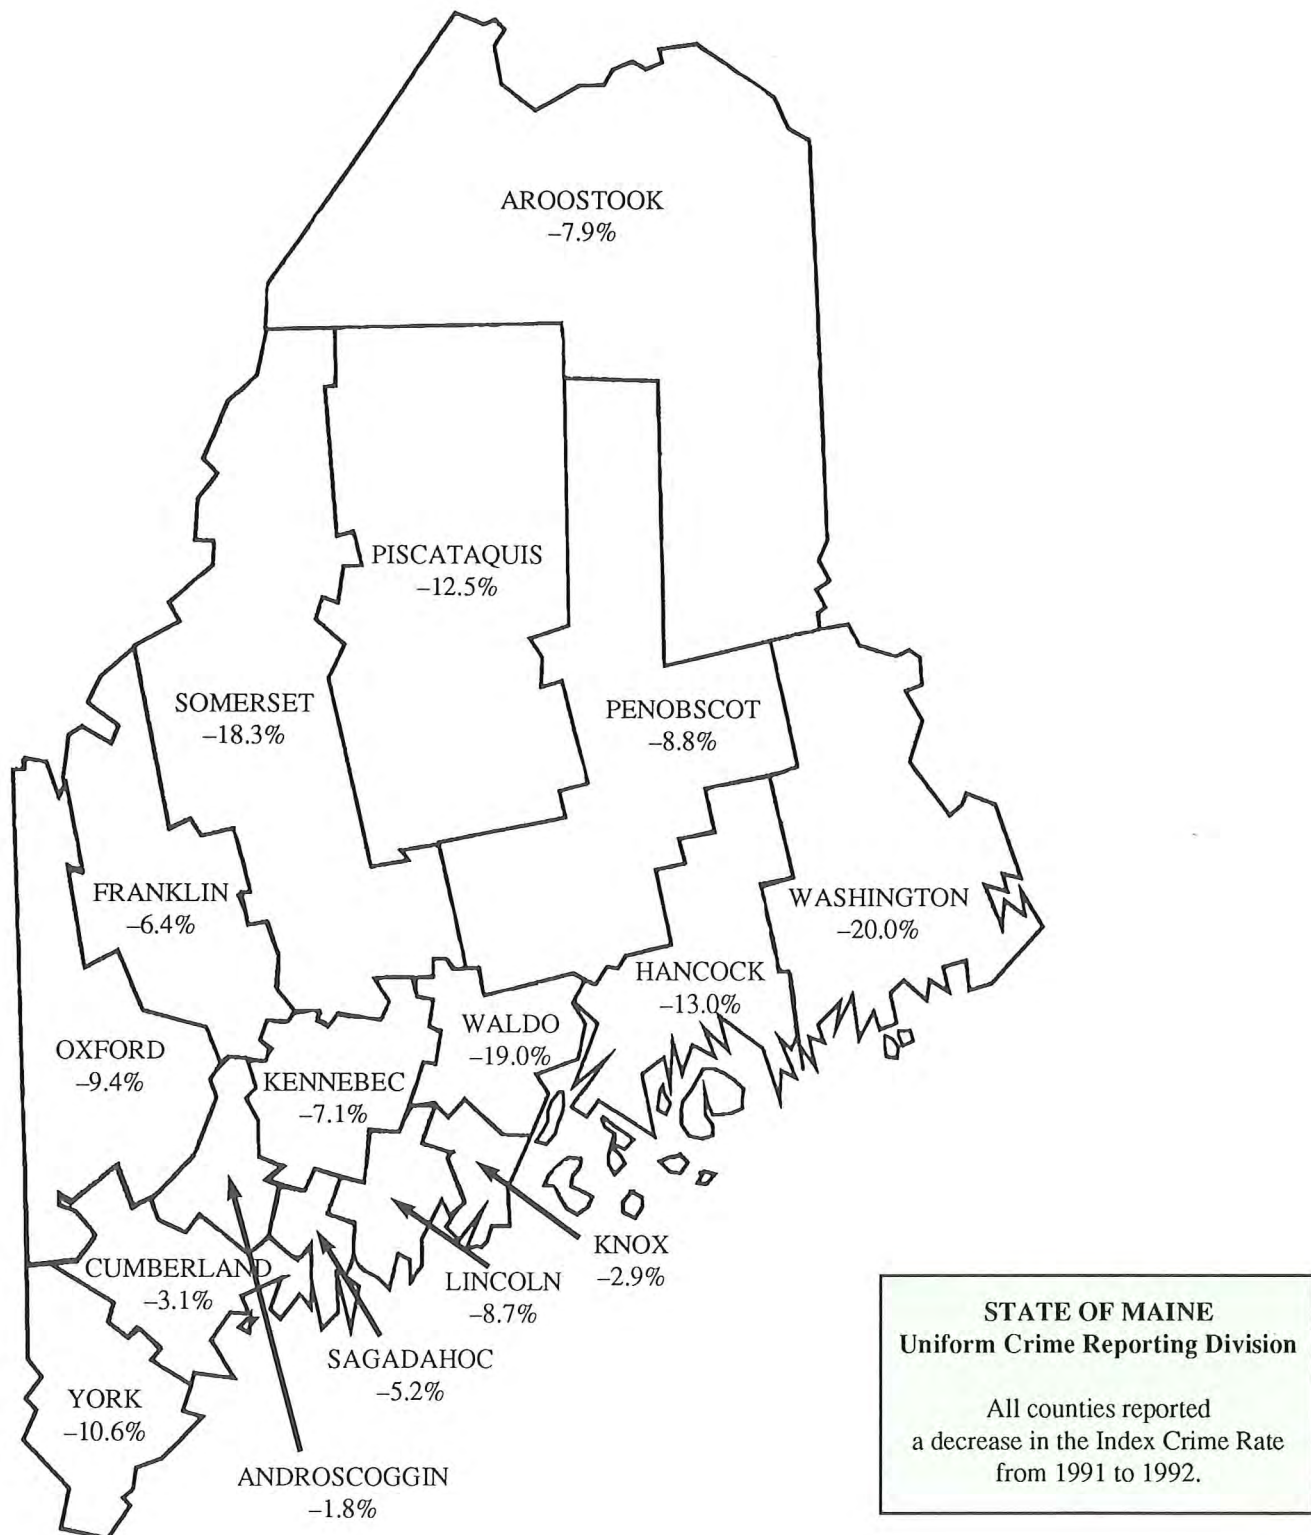 AROOSTOOK
–7.9%
PISCATAQUIS
–12.5%
SOMERSET
–18.3%
PENOBSCOT
–8.8%
FRANKLIN
–6.4%
WASHINGTON
–20.0%
HANCOCK
–13.0%
WALDO
–19.0%
OXFORD
–9.4%
KENNEBEC
–7.1%
KNOX
–2.9%
CUMBERLAND
–3.1%
LINCOLN
–8.7%
SAGADAHOC
–5.2%
YORK
–10.6%
ANDROSCOGGIN
–1.8%
STATE OF MAINE
Uniform Crime Reporting Division
All counties reported
a decrease in the Index Crime Rate
from 1991 to 1992.